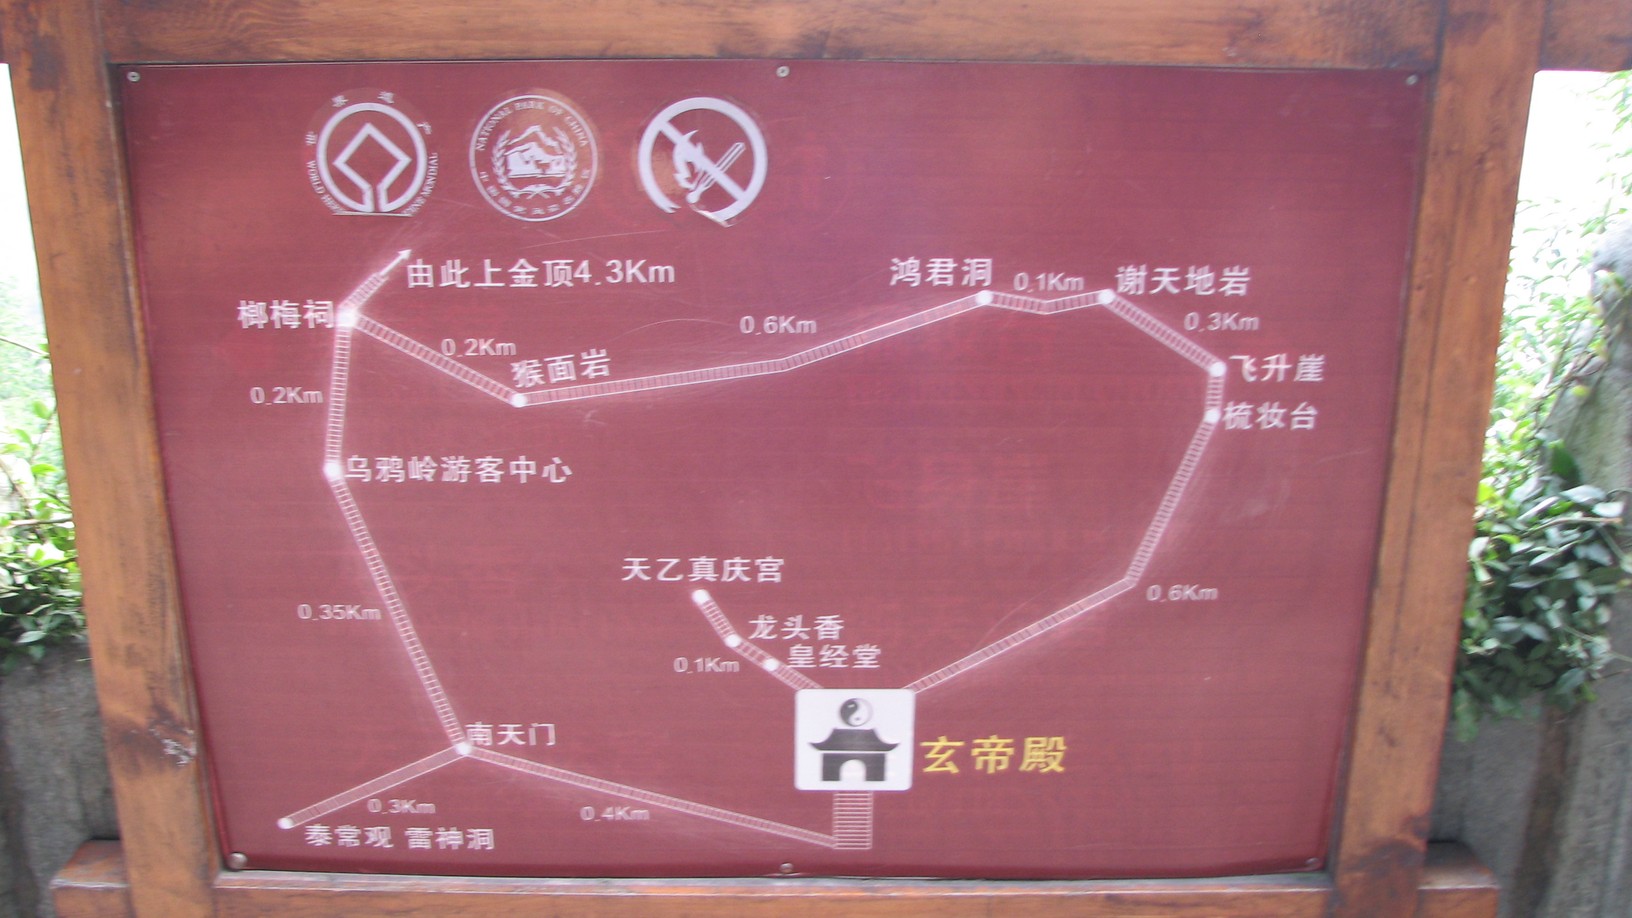 NATIONAL PARK OF CHINA
由此上金顶4.3Km
鸿君洞
0.1Km
谢天地岩
榔梅祠
0.6Km
0.3Km
0.2Km
猴面岩
飞升崖
0.2Km
梳妆台
乌鸦岭游客中心
天乙真庆宫
0.35Km
0.6Km
龙头香
0.1Km
皇经堂
南天门
玄帝殿
0.3Km
0.4Km
泰常观 雷神洞